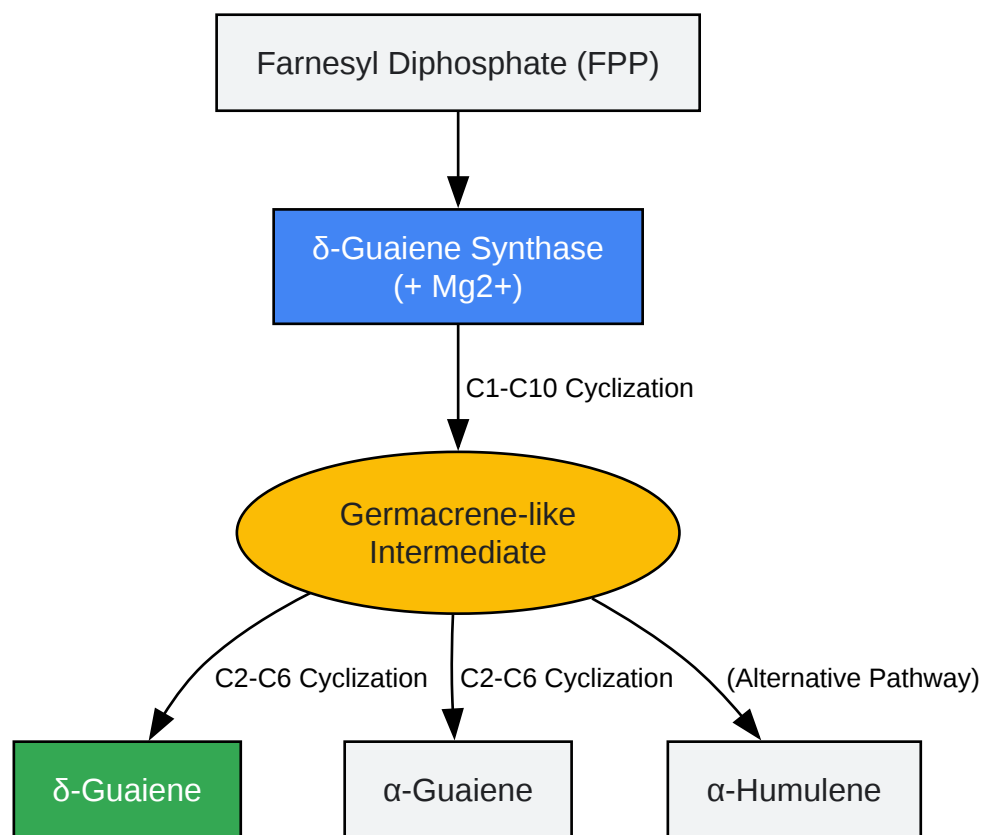 Farnesyl Diphosphate (FPP)
δ-Guaiene Synthase
(+ Mg2+)
C1-C10 Cyclization
Germacrene-like
Intermediate
C2-C6 Cyclization
C2-C6 Cyclization
(Alternative Pathway)
δ-Guaiene
α-Guaiene
α-Humulene